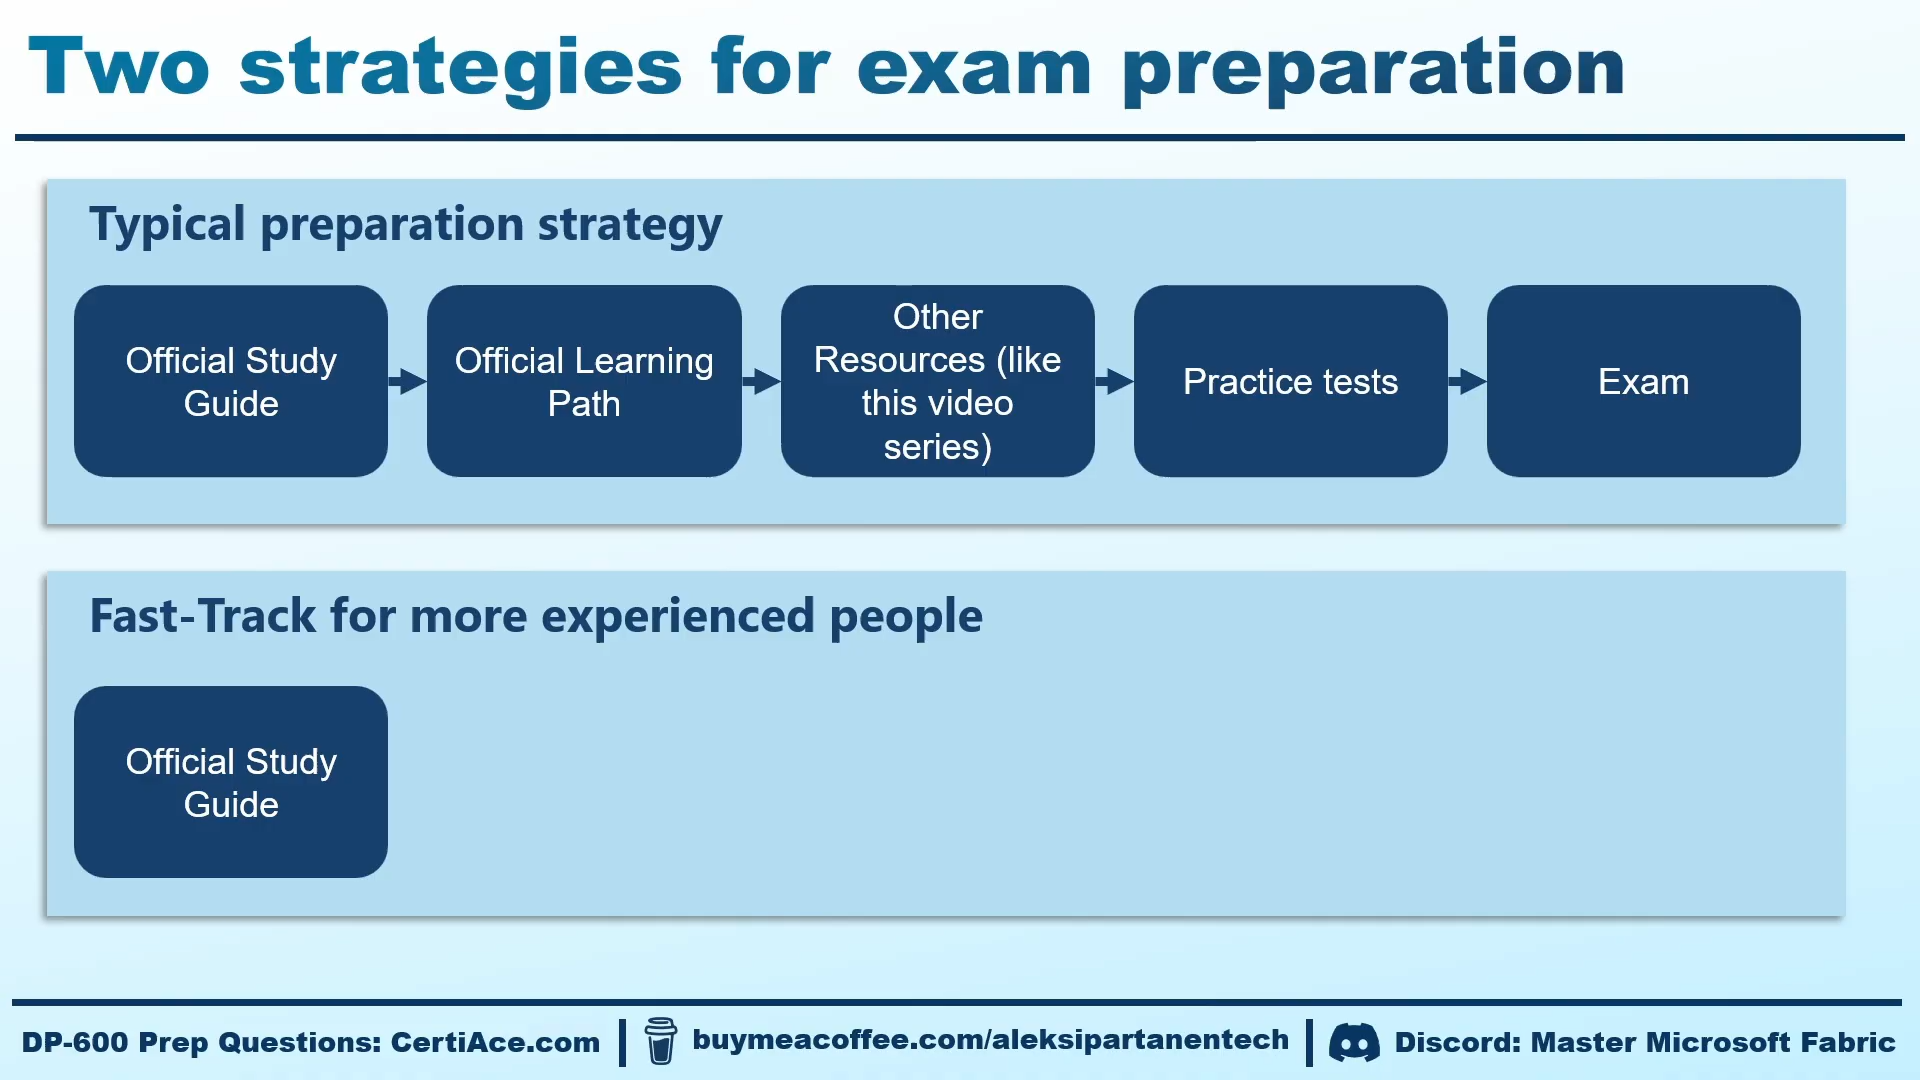 Two strategies for exam preparation
Typical preparation strategy
Official Study
Guide
Official Learning
Path
Other
Resources (like
this video
series)
Practice tests
Exam
Fast-Track for more experienced people
Official Study
Guide
DP-600 Prep Questions: CertiAce.com
buymeacoffee.com/aleksipartanentech
Discord: Master Microsoft Fabric